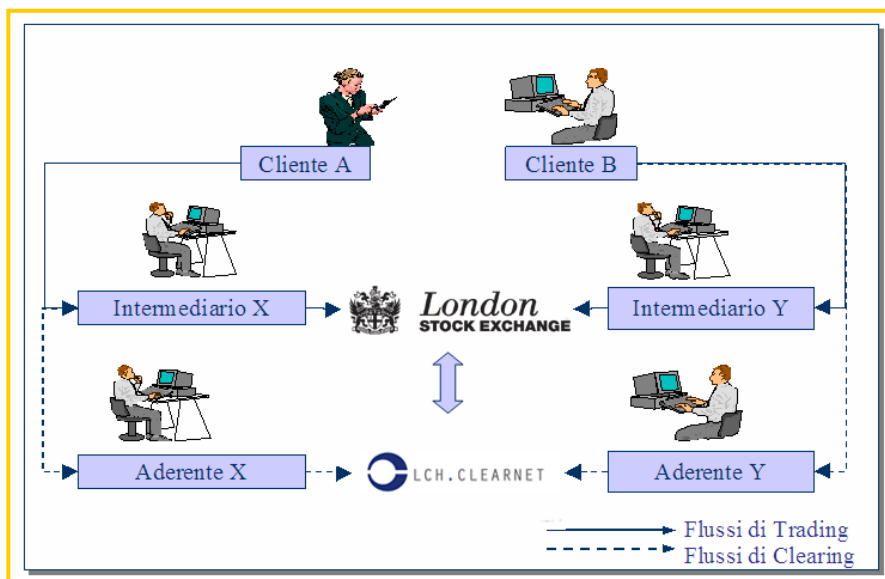 Cliente A
Cliente B
Intermediario X
London
STOCK EXCHANGE
Intermediario Y
Aderente X
LCH.CLEARNET
Aderente Y
Flussi di Trading
Flussi di Clearing